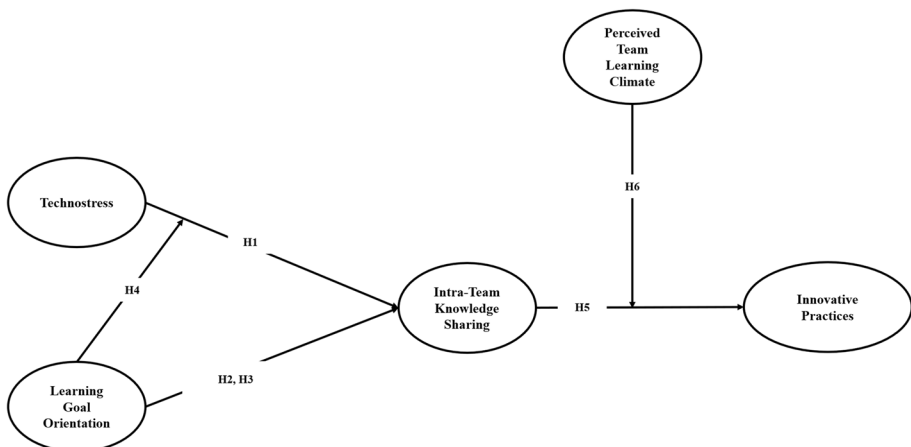 Perceived
Team
Learning
Climate
H6
Technostress
H1
H4
Intra-Team
Knowledge
Sharing
H5
Innovative
Practices
H2, H3
Learning
Goal
Orientation